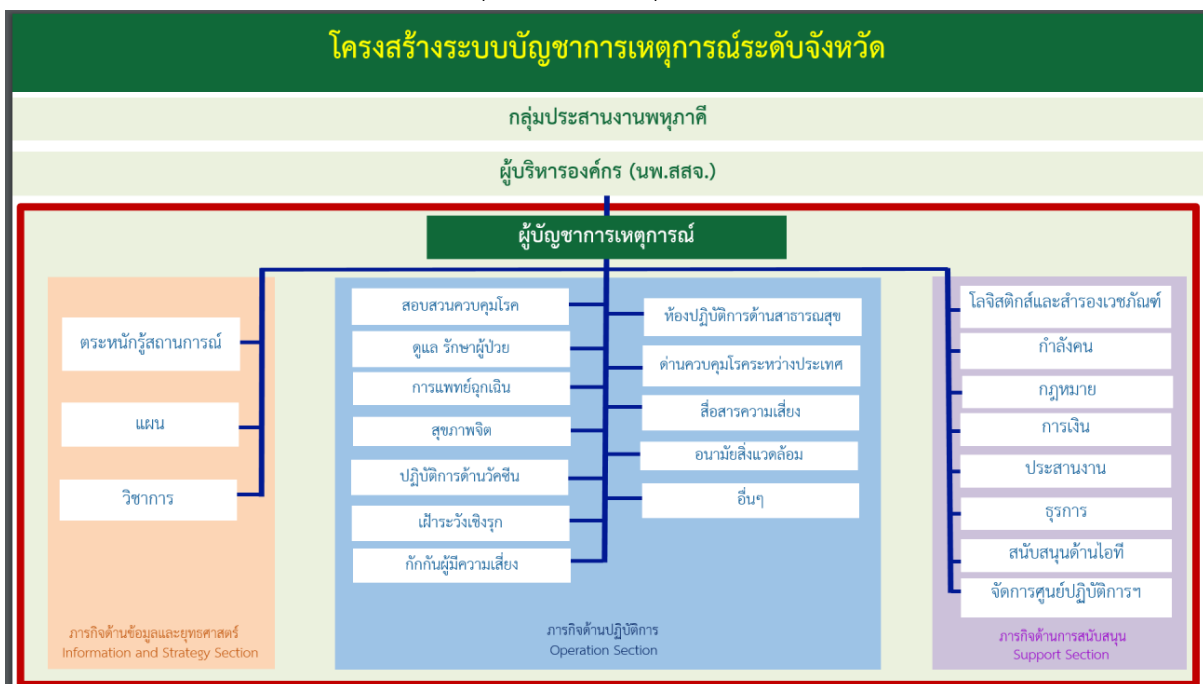 โครงสร้างระบบบัญชาการเหตุการณ์ระดับจังหวัด
กลุ่มประสานงานพหุภาคี
ผู้บริหารองค์กร (นพ.สสจ.)
ผู้บัญชาการเหตุการณ์
ตระหนักรู้สถานการณ์
แผน
วิชาการ
ภารกิจด้านข้อมูลและยุทธศาสตร์
Information and Strategy Section
สอบสวนควบคุมโรค
ดูแล รักษาผู้ป่วย
การแพทย์ฉุกเฉิน
สุขภาพจิต
ปฏิบัติการด้านวัคซีน
เฝ้าระวังเชิงรุก
กักกันผู้มีความเสี่ยง
ห้องปฏิบัติการด้านสาธารณสุข
ด่านควบคุมโรคระหว่างประเทศ
สื่อสารความเสี่ยง
อนามัยสิ่งแวดล้อม
อื่นๆ
ภารกิจด้านปฏิบัติการ
Operation Section
โลจิสติกส์และสำรองเวชภัณฑ์
กำลังคน
กฎหมาย
การเงิน
ประสานงาน
ธุรการ
สนับสนุนด้านไอที
จัดการศูนย์ปฏิบัติการฯ
ภารกิจด้านการสนับสนุน
Support Section